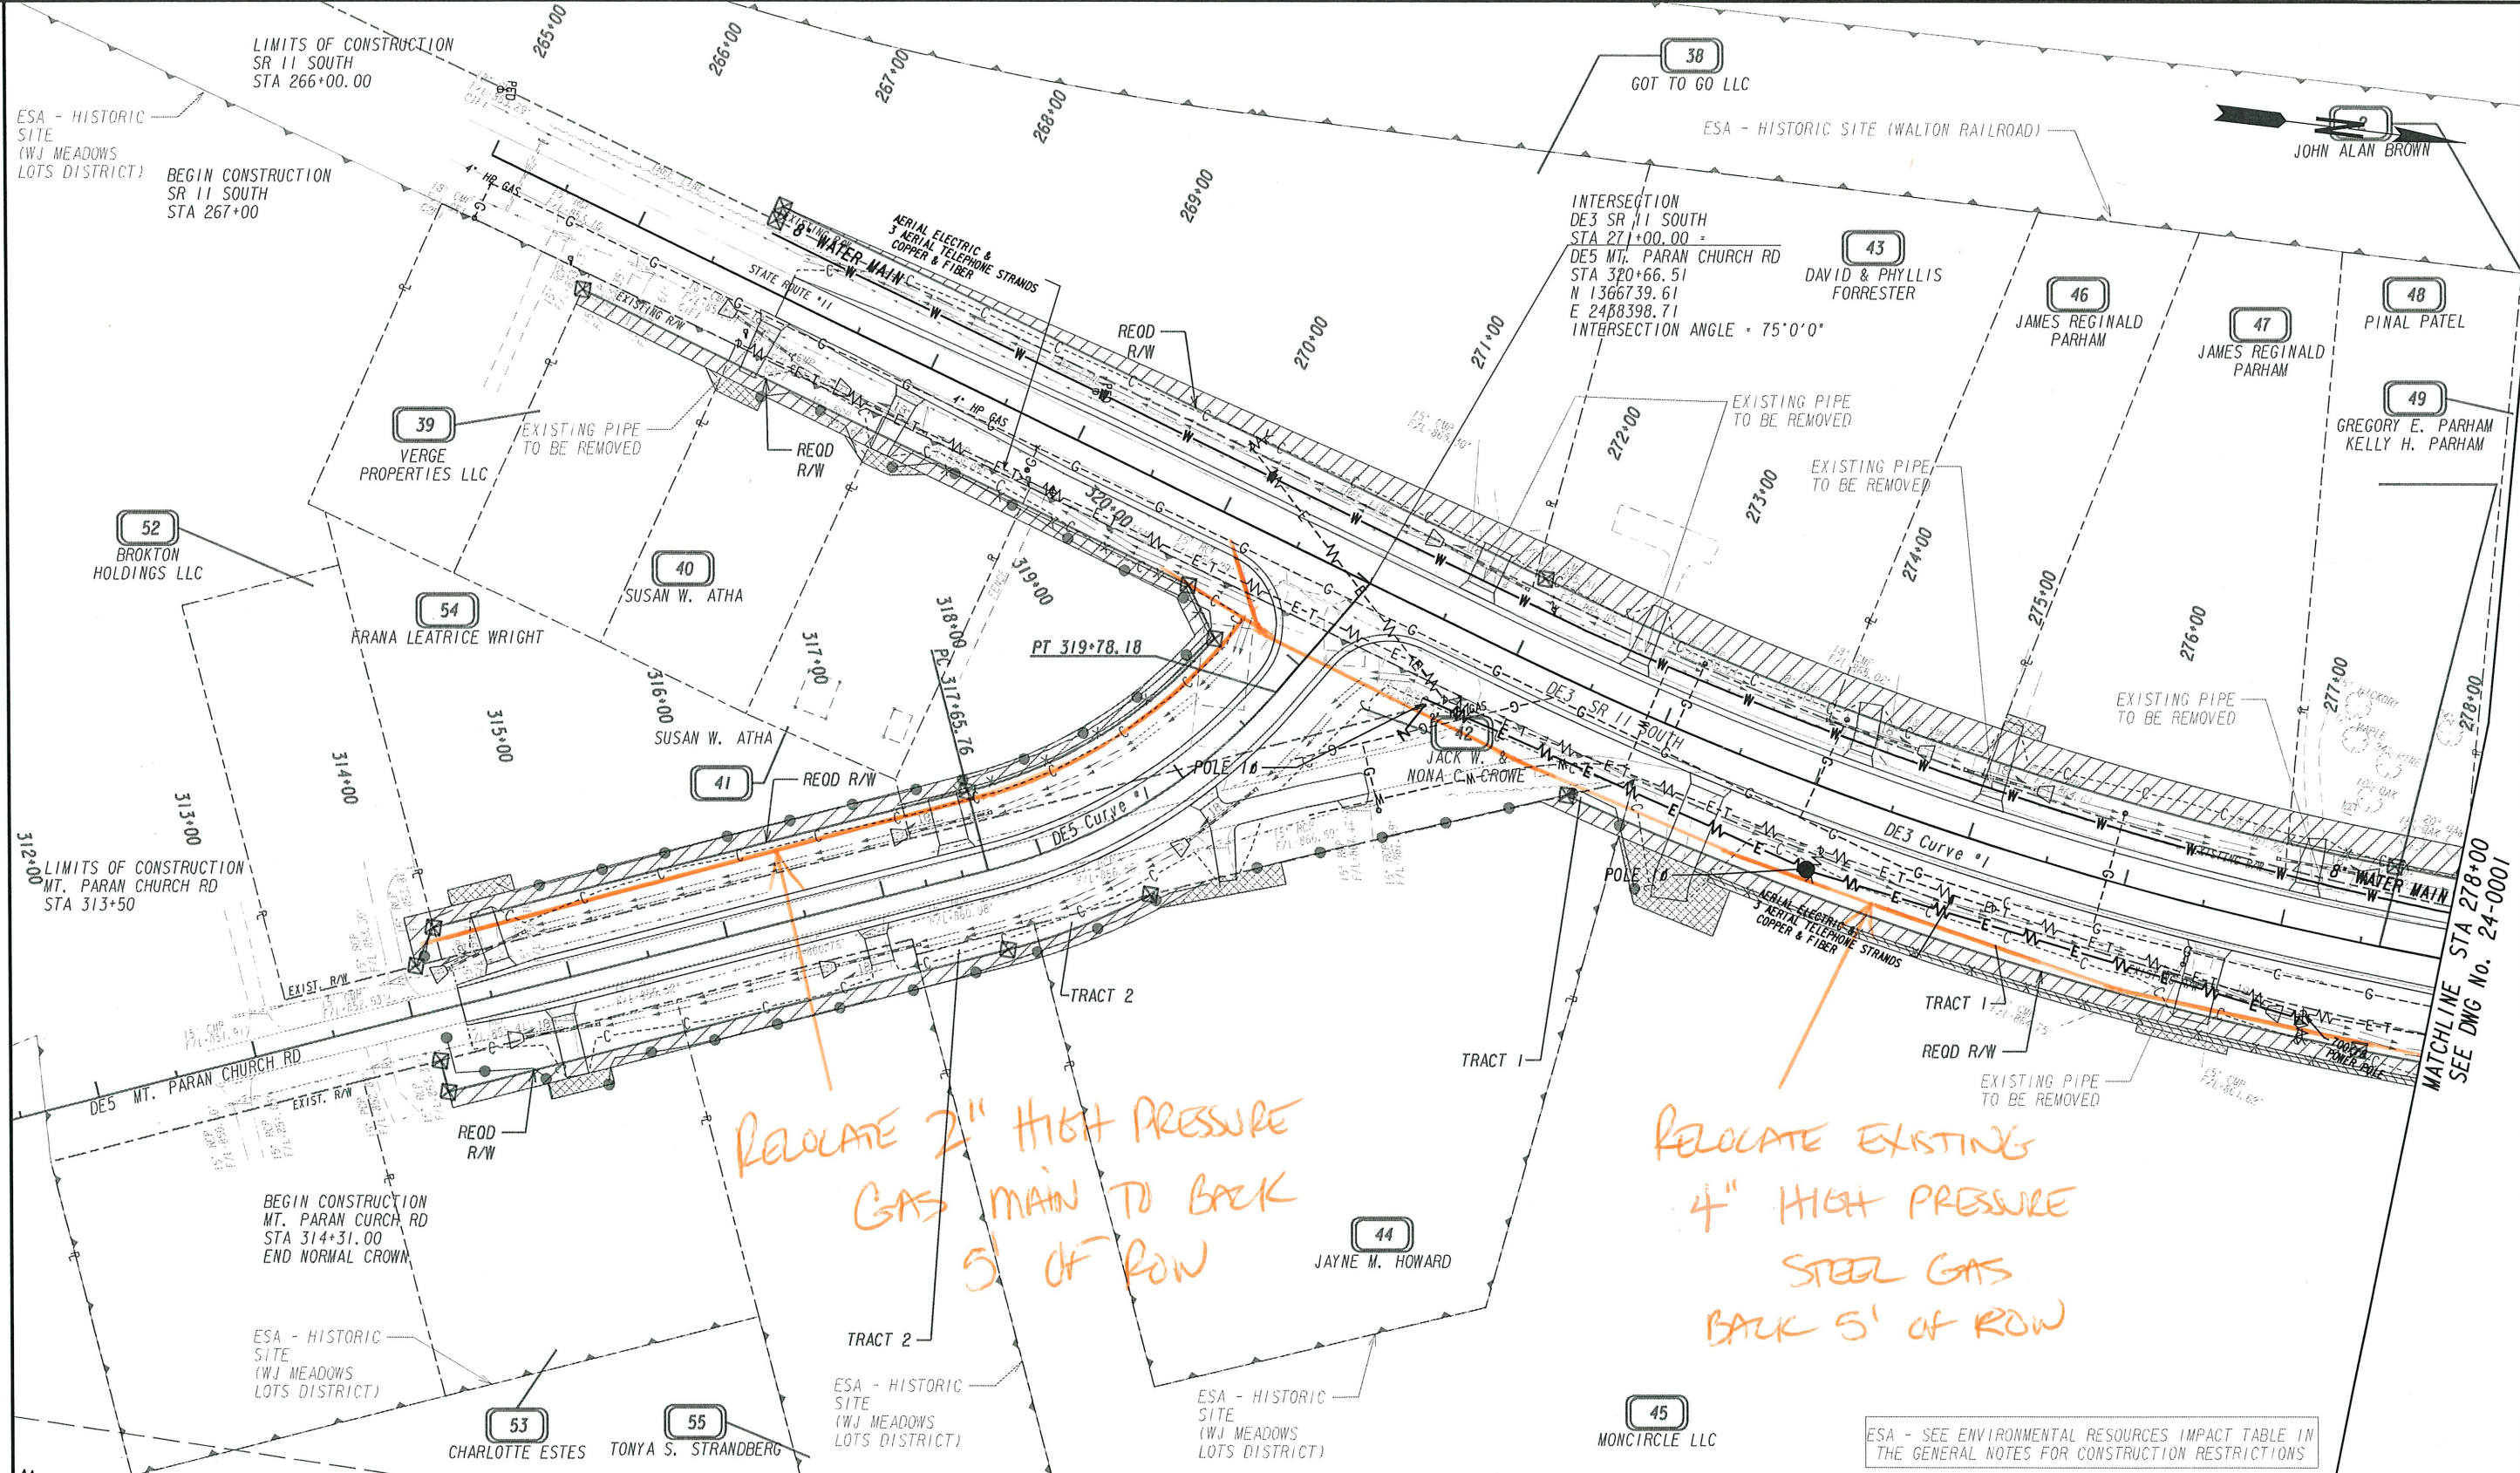 LIMITS OF CONSTRUCTION
SR 11 SOUTH
STA 266+00.00
ESA - HISTORIC
SITE
(WJ MEADOWS
LOTS DISTRICT)
BEGIN CONSTRUCTION
SR 11 SOUTH
STA 267+00
265+00
266+00
267+00
268+00
269+00
270+00
271+00
272+00
273+00
274+00
275+00
276+00
277+00
278+00
PED
4" HP GAS
TREE LINE
EXISTING R/W
8" WATER MAIN
AERIAL ELECTRIC &
3 AERIAL TELEPHONE STRANDS
COPPER & FIBER
STATE ROUTE #11
EXISTING R/W
38
GOT TO GO LLC
ESA - HISTORIC SITE (WALTON RAILROAD)
N
JOHN ALAN BROWN
INTERSECTION
DE3 SR 11 SOUTH
STA 271+00.00 =
DE5 MT. PARAN CHURCH RD
STA 320+66.51
N 1366739.61
E 2438398.71
INTERSECTION ANGLE = 75°0'0"
43
DAVID & PHYLLIS
FORRESTER
46
JAMES REGINALD
PARHAM
47
JAMES REGINALD
PARHAM
48
PINAL PATEL
49
GREGORY E. PARHAM
KELLY H. PARHAM
REQD
R/W
REQD
R/W
4" HP GAS
39
VERGE
PROPERTIES LLC
EXISTING PIPE
TO BE REMOVED
EXISTING PIPE
TO BE REMOVED
EXISTING PIPE
TO BE REMOVED
EXISTING PIPE
TO BE REMOVED
52
BROKTON
HOLDINGS LLC
54
FRANA LEATRICE WRIGHT
40
SUSAN W. ATHA
SUSAN W. ATHA
41
REQD R/W
312+00
313+00
314+00
315+00
316+00
317+00
318+00
319+00
320+00
PC 317+65.76
PT 319+78.18
FENCE
LIMITS OF CONSTRUCTION
MT. PARAN CHURCH RD
STA 313+50
EXIST. R/W
DE5 MT. PARAN CHURCH RD
EXIST. R/W
DE5 Curve #1
POLE 1Ø
42
JACK W. &
NONA C. CROWE
DE3 SR 11 SOUTH
DE3 Curve #1
POLE 1Ø
AERIAL ELECTRIC &
3 AERIAL TELEPHONE STRANDS
COPPER & FIBER
HICKORY
MAPLE
EXISTING R/W
8" WATER MAIN
MATCHLINE STA 278+00
SEE DWG No. 24-0001
TRACT 2
TRACT 1
TRACT 1
REQD R/W
EXISTING PIPE
TO BE REMOVED
POWER POLE
REQD
R/W
BEGIN CONSTRUCTION
MT. PARAN CURCH RD
STA 314+31.00
END NORMAL CROWN
RELOCATE 2" HIGH PRESSURE
GAS MAIN TO BACK
5' OF ROW
RELOCATE EXISTING
4" HIGH PRESSURE
STEEL GAS
BACK 5' OF ROW
44
JAYNE M. HOWARD
TRACT 2
ESA - HISTORIC
SITE
(WJ MEADOWS
LOTS DISTRICT)
ESA - HISTORIC
SITE
(WJ MEADOWS
LOTS DISTRICT)
ESA - HISTORIC
SITE
(WJ MEADOWS
LOTS DISTRICT)
53
CHARLOTTE ESTES
55
TONYA S. STRANDBERG
45
MONCIRCLE LLC
ESA - SEE ENVIRONMENTAL RESOURCES IMPACT TABLE IN
THE GENERAL NOTES FOR CONSTRUCTION RESTRICTIONS